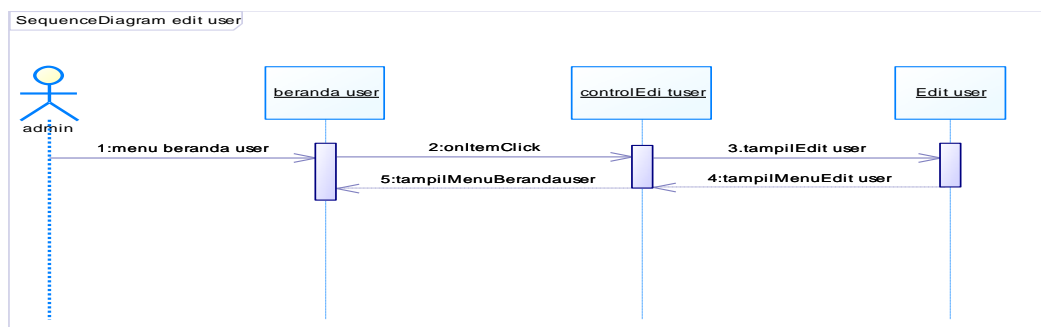 SequenceDiagram edit user
beranda user
controlEdi tuser
Edit user
admin
1:menu beranda user
2:onItemClick
3.tampilEdit user
5:tampilMenuBerandauser
4:tampilMenuEdit user